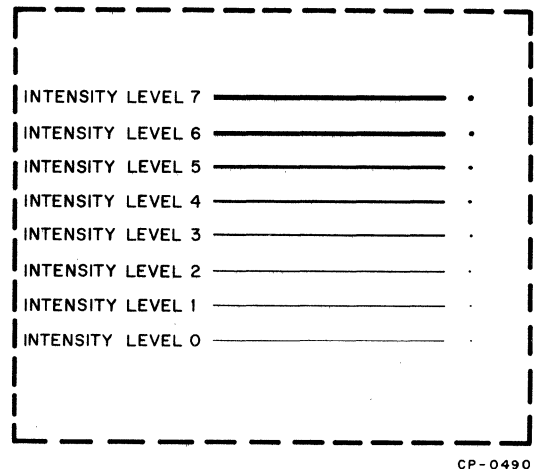 INTENSITY LEVEL 7
INTENSITY LEVEL 6
INTENSITY LEVEL 5
INTENSITY LEVEL 4
INTENSITY LEVEL 3
INTENSITY LEVEL 2
INTENSITY LEVEL 1
INTENSITY LEVEL 0
CP-0490